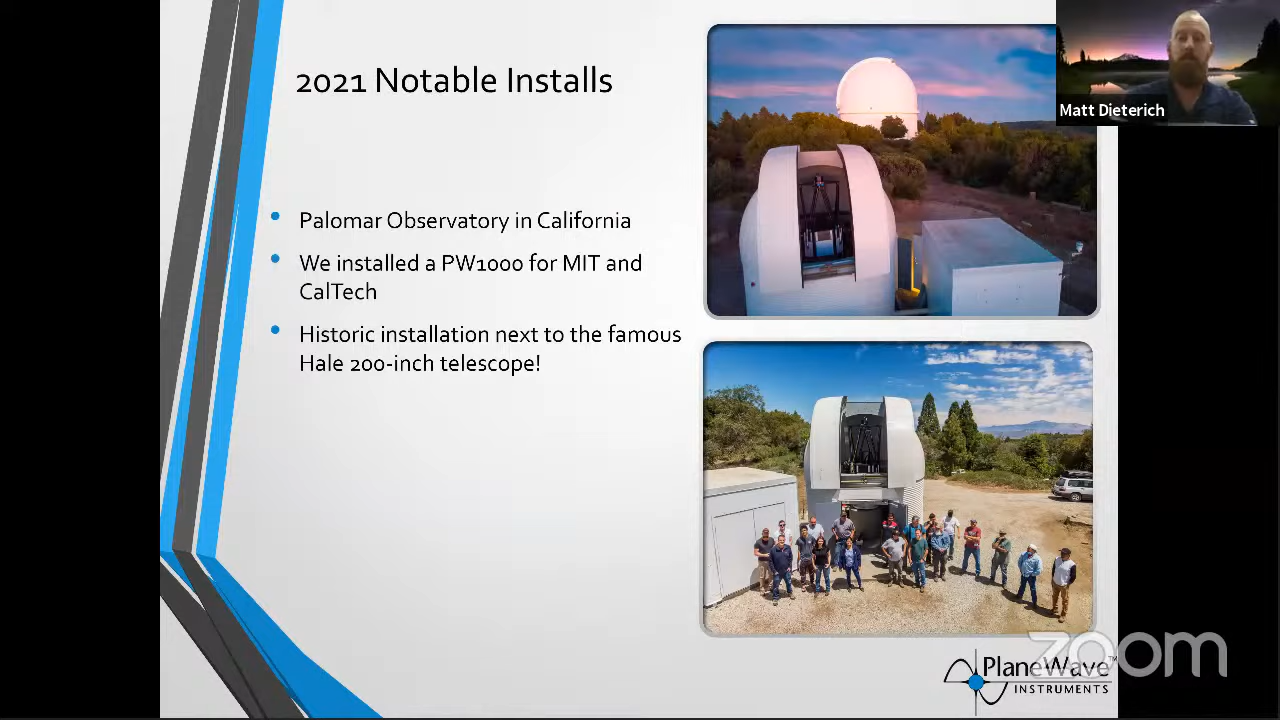 2021 Notable Installs
Matt Dieterich
Palomar Observatory in California
We installed a PW1000 for MIT and
CalTech
Historic installation next to the famous
Hale 200-inch telescope!
PlaneWave™
INSTRUMENTS
zoom